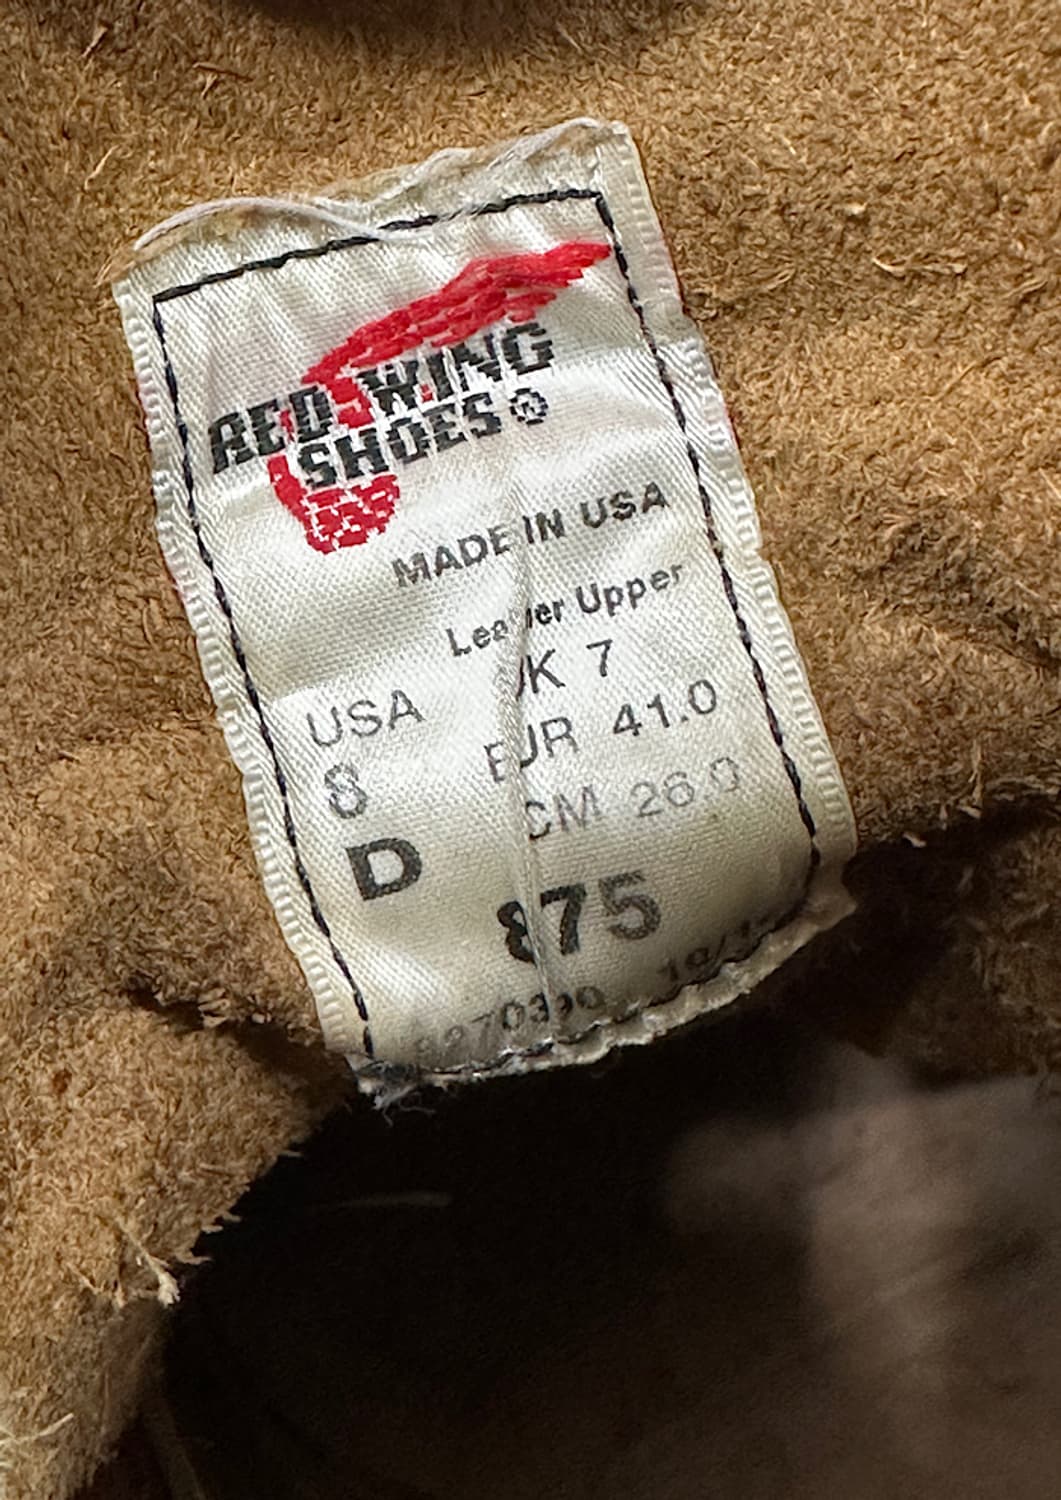 RED WING
SHOES®
MADE IN USA
Leather Upper
USA UK 7
8 EUR 41.0
D CM 26.0
875